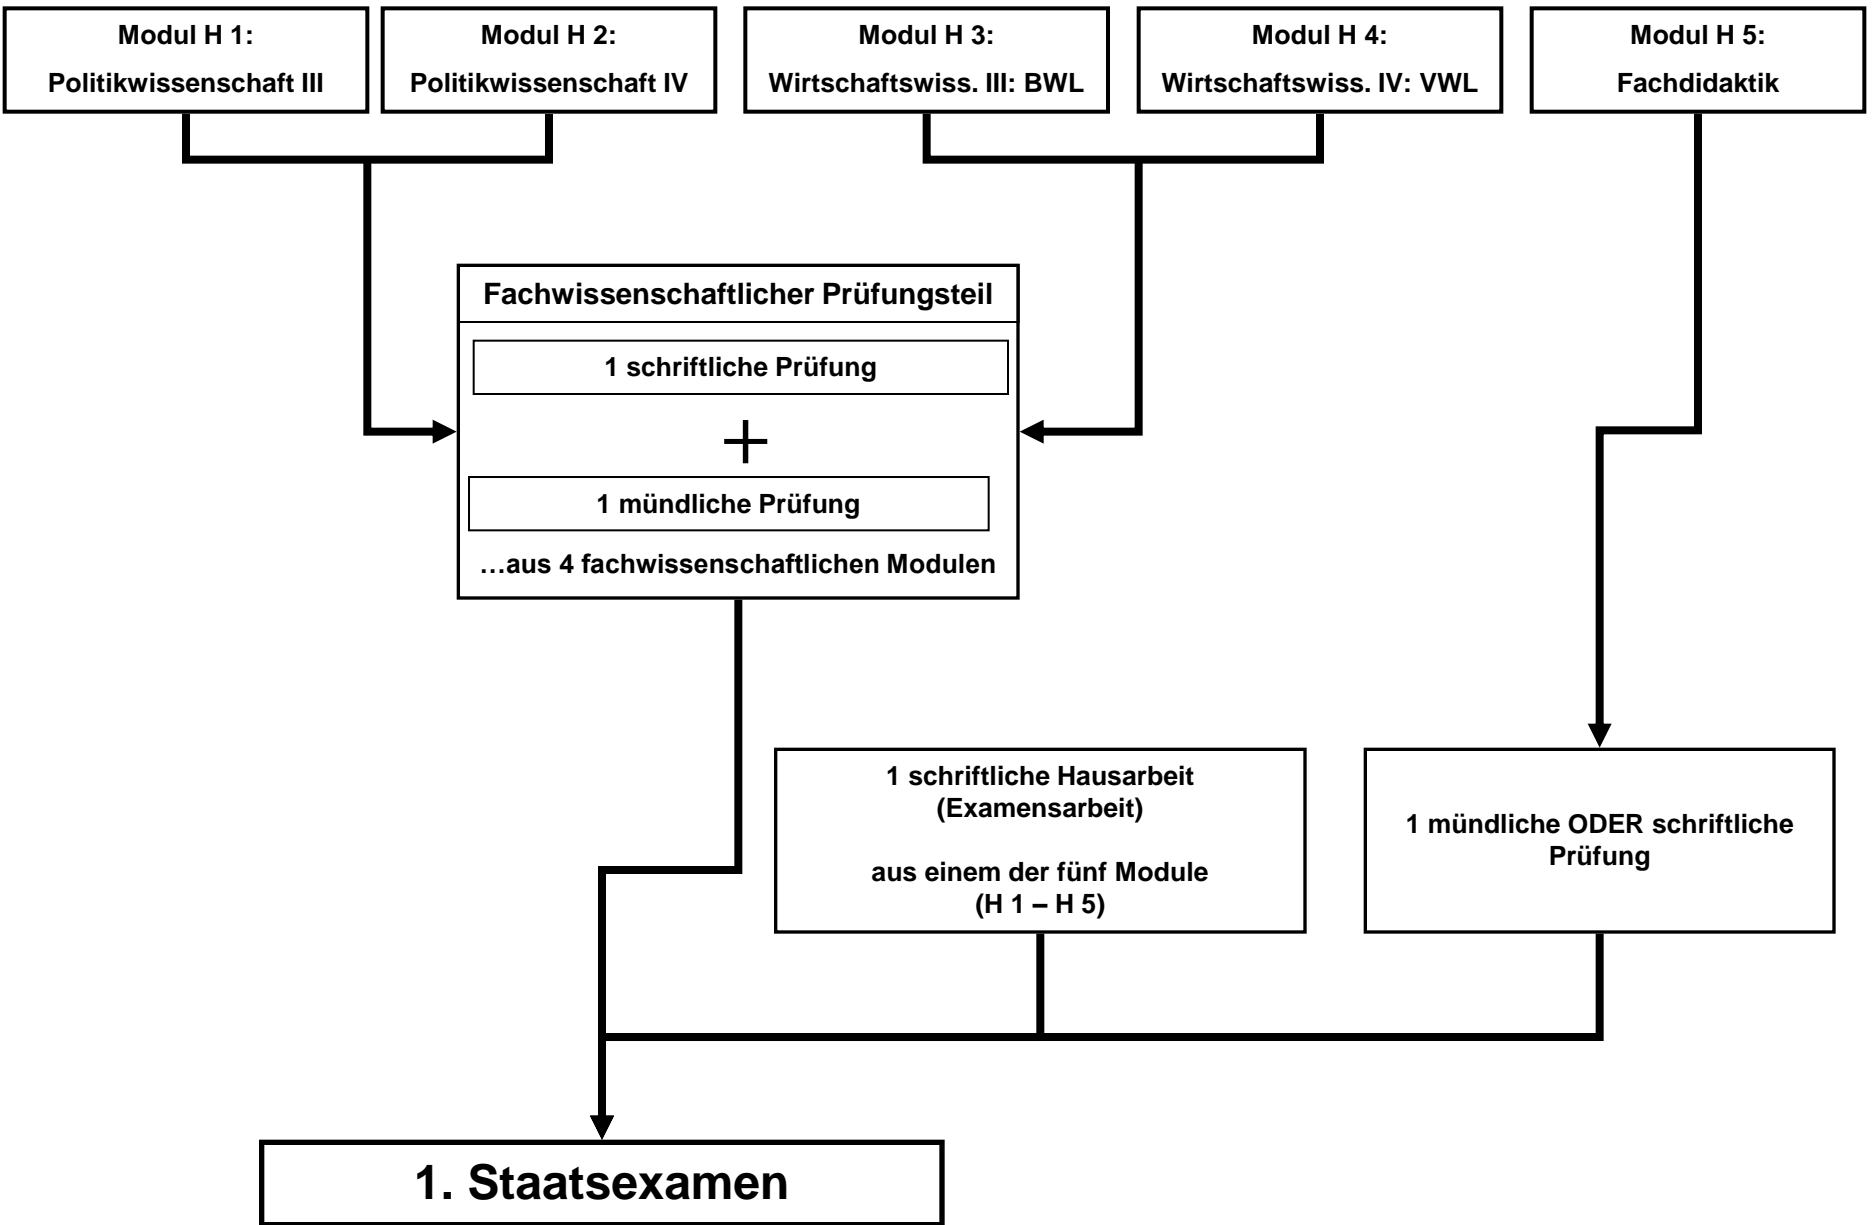 Modul H 1:
Politikwissenschaft III
Modul H 2:
Politikwissenschaft IV
Modul H 3:
Wirtschaftswiss. III: BWL
Modul H 4:
Wirtschaftswiss. IV: VWL
Modul H 5:
Fachdidaktik
Fachwissenschaftlicher Prüfungsteil
1 schriftliche Prüfung
+
1 mündliche Prüfung
…aus 4 fachwissenschaftlichen Modulen
1 schriftliche Hausarbeit
(Examensarbeit)
aus einem der fünf Module
(H 1 – H 5)
1 mündliche ODER schriftliche
Prüfung
1. Staatsexamen